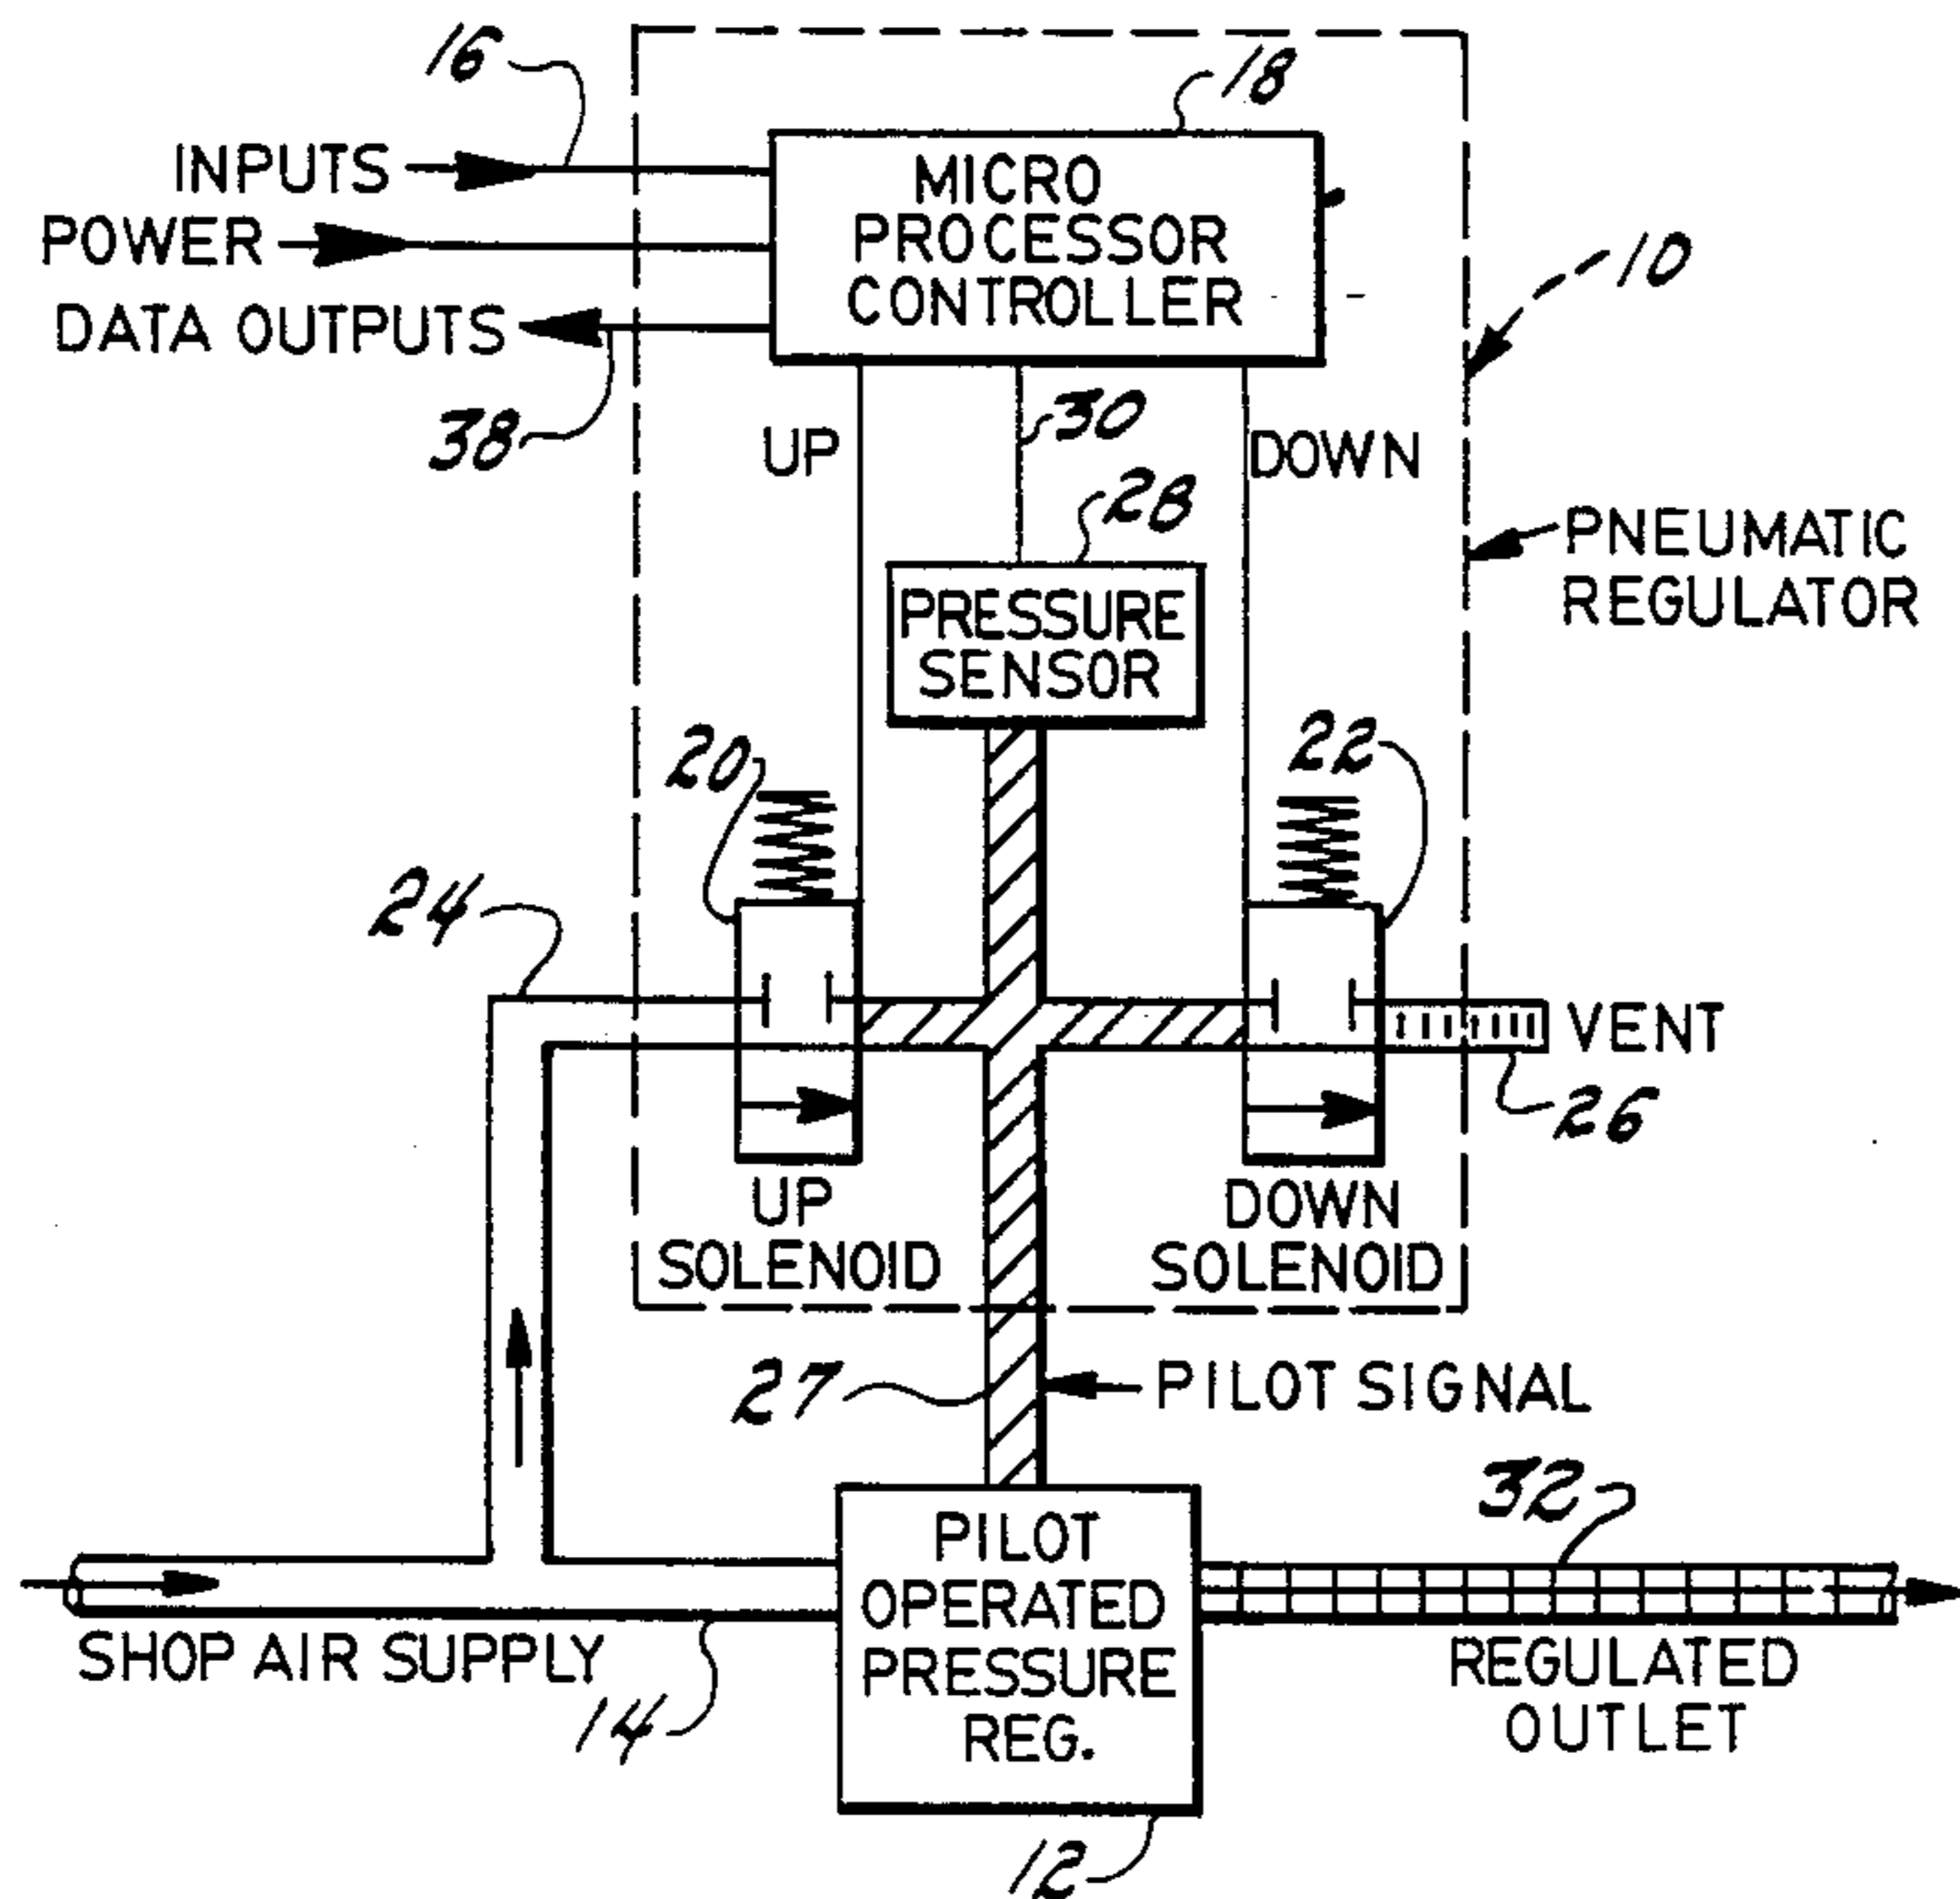 16
18
INPUTS
MICRO
PROCESSOR
CONTROLLER
POWER
10
DATA OUTPUTS
38
UP
30
DOWN
28
PNEUMATIC
REGULATOR
PRESSURE
SENSOR
20
22
24
VENT
26
UP
SOLENOID
DOWN
SOLENOID
27
PILOT SIGNAL
32
PILOT
OPERATED
PRESSURE
REG.
SHOP AIR SUPPLY
14
REGULATED
OUTLET
12